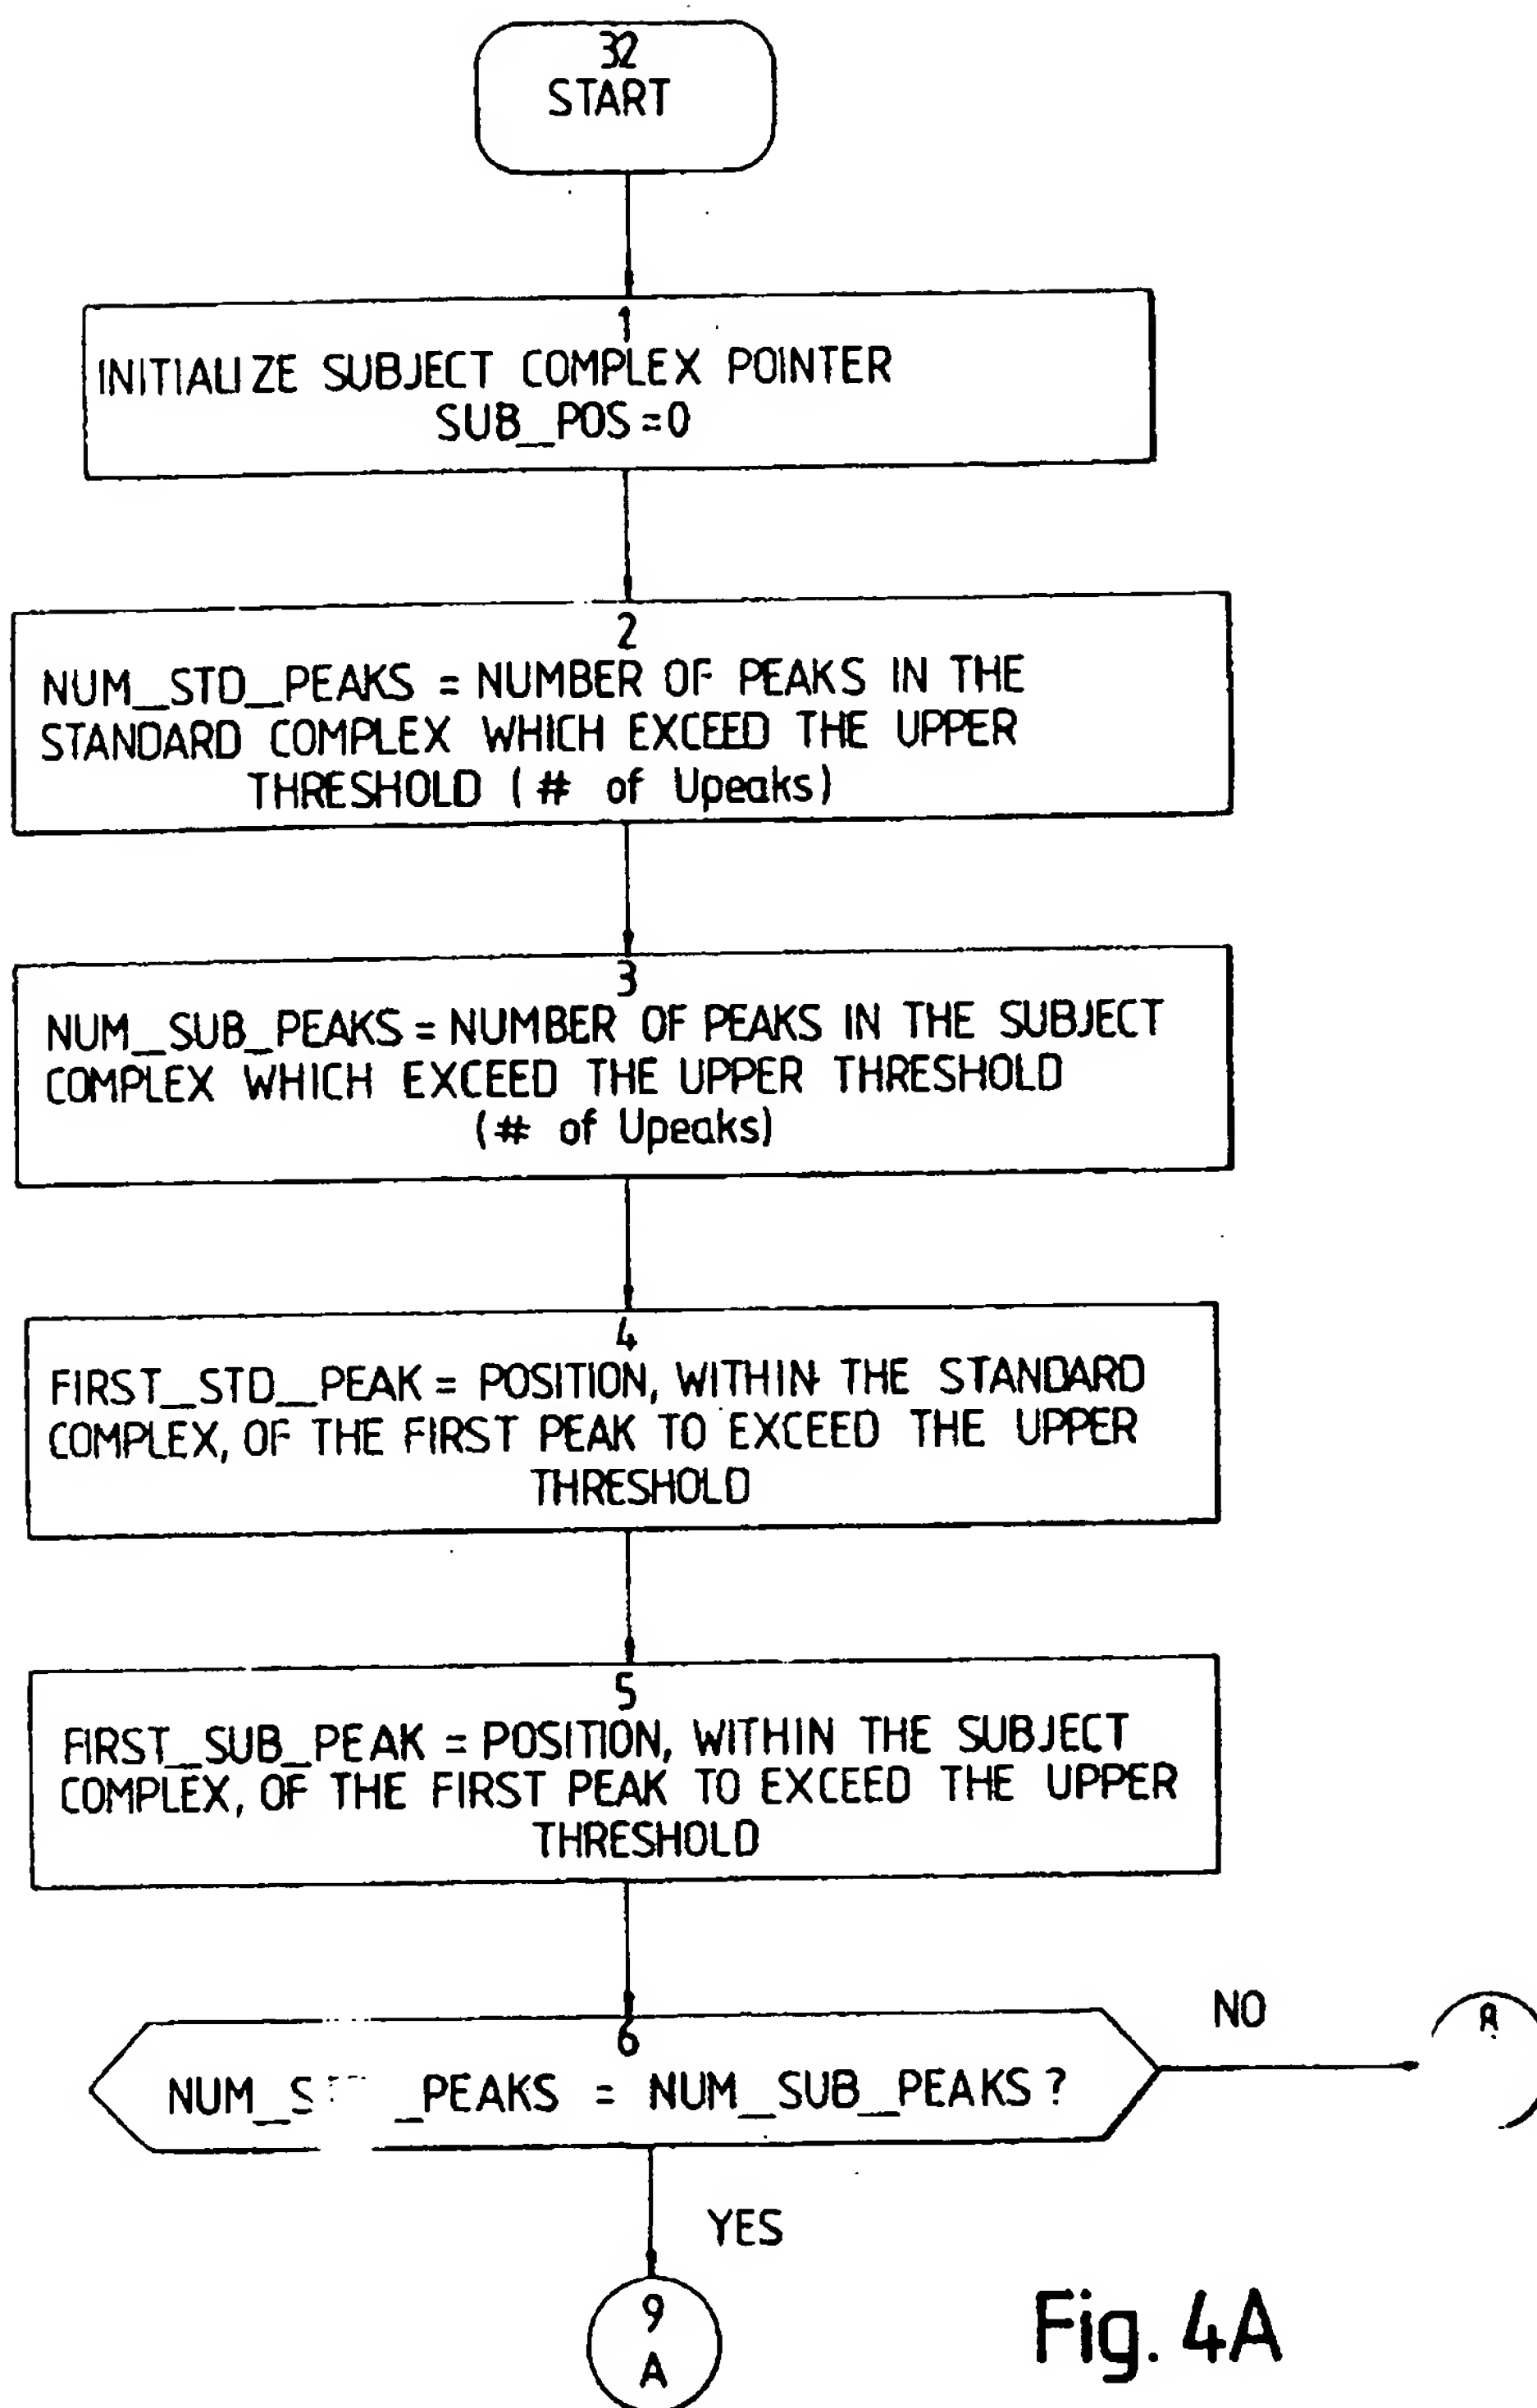 32
START
1
INITIALIZE SUBJECT COMPLEX POINTER
SUB_POS=0
2
NUM_STD_PEAKS = NUMBER OF PEAKS IN THE
STANDARD COMPLEX WHICH EXCEED THE UPPER
THRESHOLD (# of Upeaks)
3
NUM_SUB_PEAKS = NUMBER OF PEAKS IN THE SUBJECT
COMPLEX WHICH EXCEED THE UPPER THRESHOLD
(# of Upeaks)
4
FIRST_STD_PEAK = POSITION, WITHIN THE STANDARD
COMPLEX, OF THE FIRST PEAK TO EXCEED THE UPPER
THRESHOLD
5
FIRST_SUB_PEAK = POSITION, WITHIN THE SUBJECT
COMPLEX, OF THE FIRST PEAK TO EXCEED THE UPPER
THRESHOLD
6
_PEAKS = NUM_SUB_PEAKS ?
NO
YES
9
A
Fig. 4A